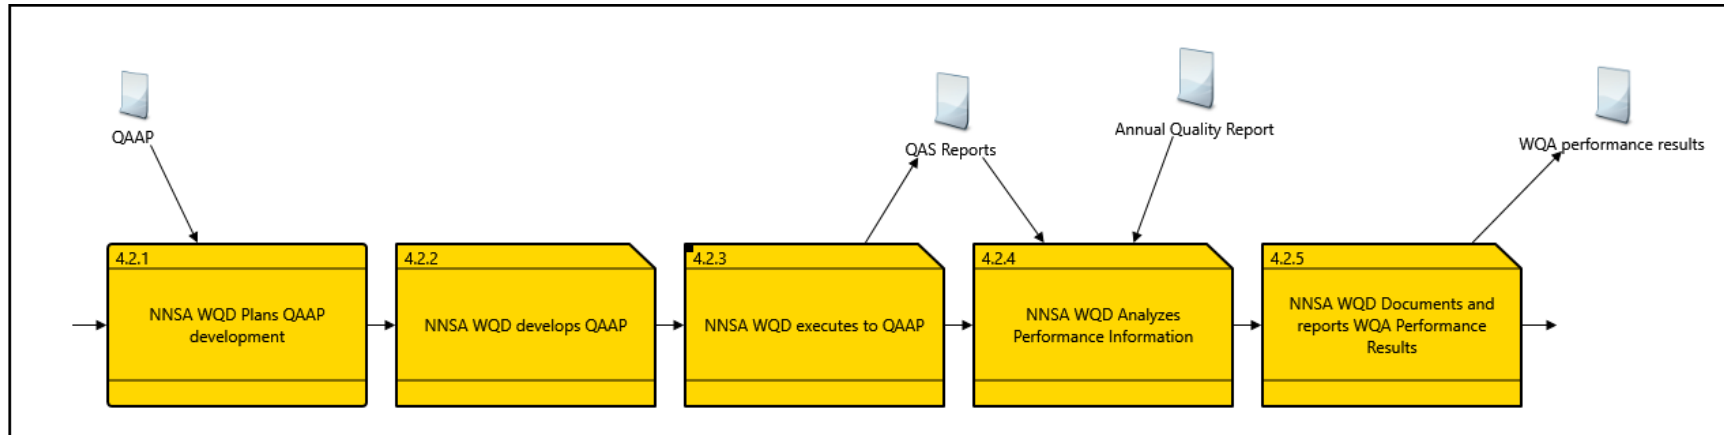 QAAP
QAS Reports
Annual Quality Report
WQA performance results
4.2.1
NNSA WQD Plans QAAP
development
4.2.2
NNSA WQD develops QAAP
4.2.3
NNSA WQD executes to QAAP
4.2.4
NNSA WQD Analyzes
Performance Information
4.2.5
NNSA WQD Documents and
reports WQA Performance
Results